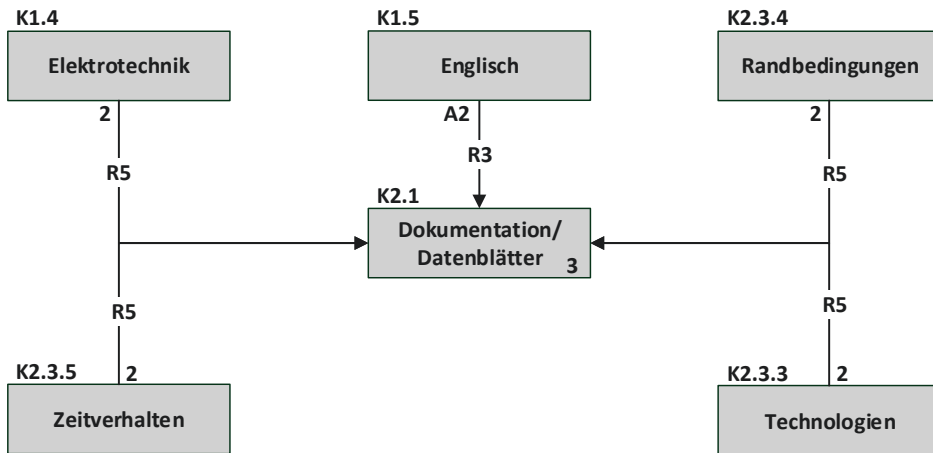 K1.4
Elektrotechnik
2
K1.5
Englisch
A2
K2.3.4
Randbedingungen
2
R5
R3
R5
K2.1
Dokumentation/
Datenblätter
3
R5
R5
K2.3.5
2
Zeitverhalten
K2.3.3
2
Technologien